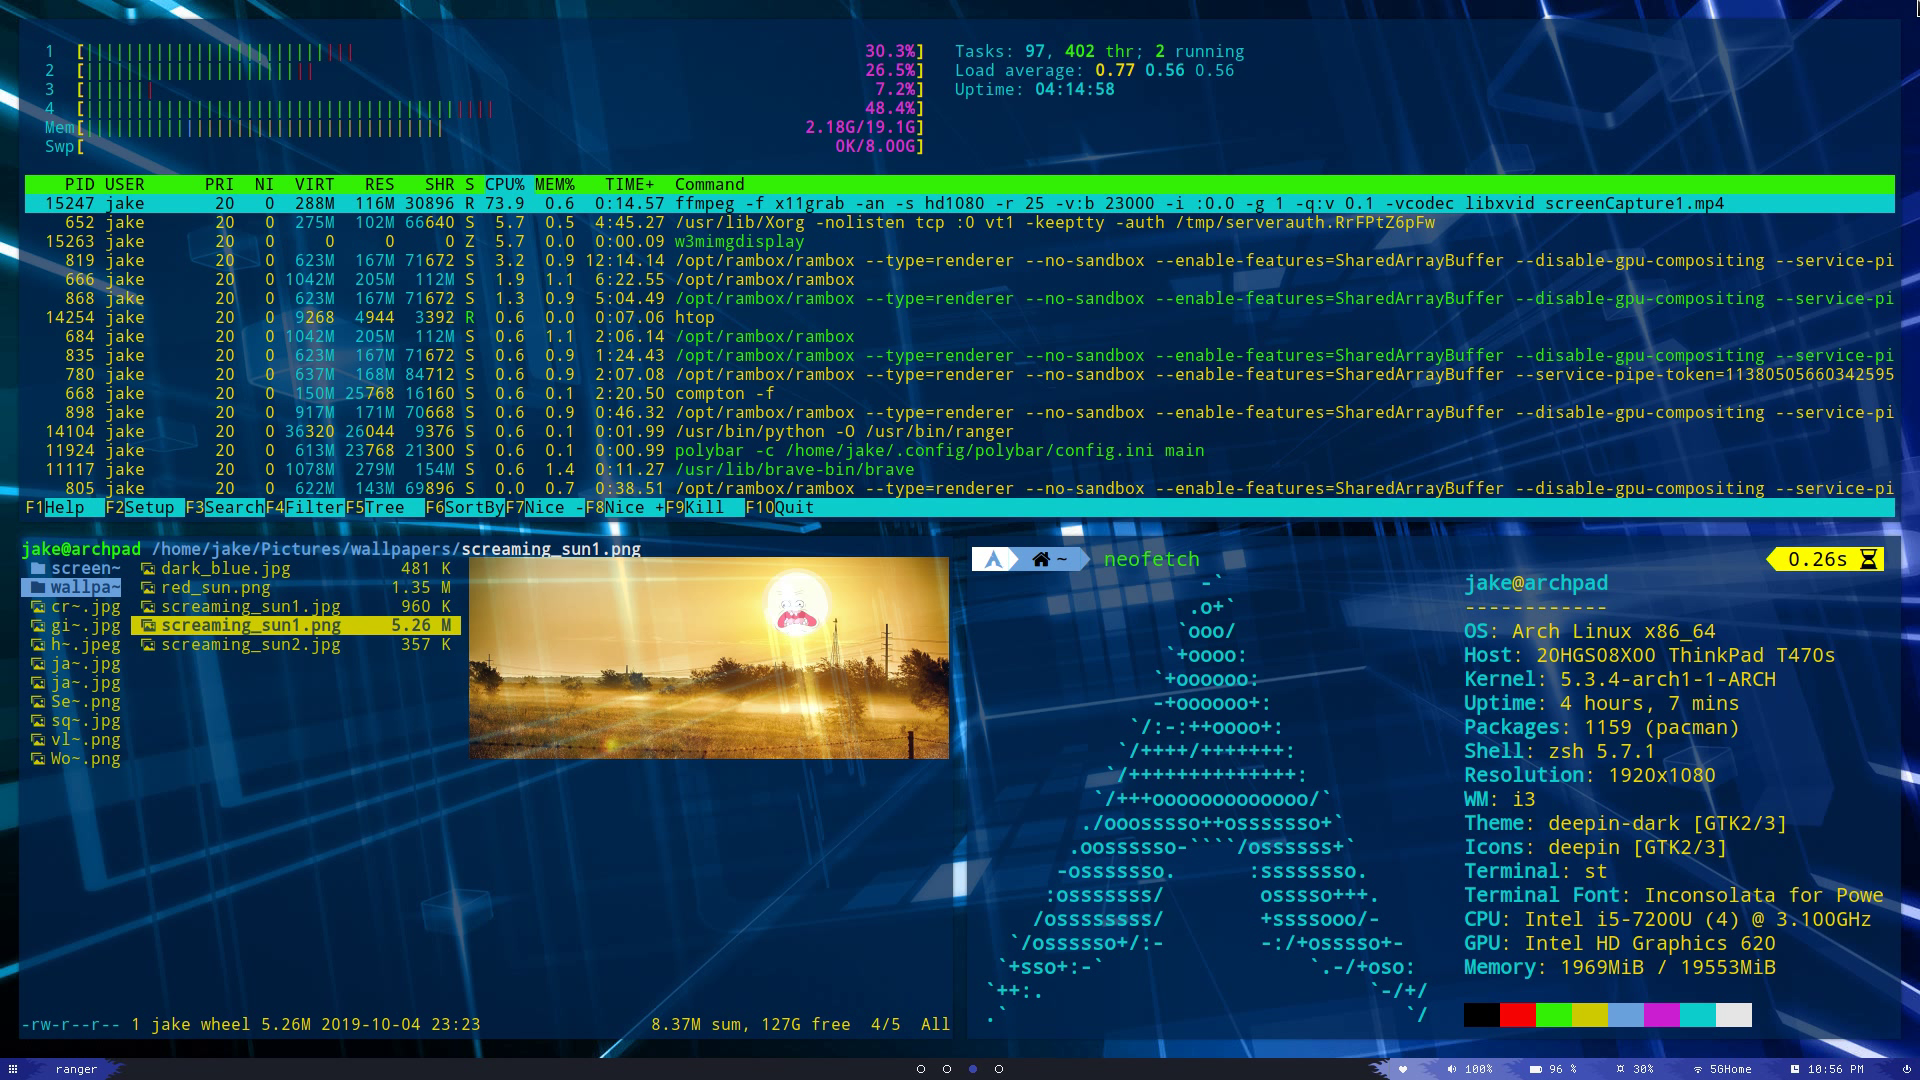 1 [ 30.3%] Tasks: 97, 402 thr; 2 running
2 [ 26.5%] Load average: 0.77 0.56 0.56
3 [ 7.2%] Uptime: 04:14:58
4 [ 48.4%]
Mem[ 2.18G/19.1G]
Swp[ 0K/8.00G]
PID USER PRI NI VIRT RES SHR S CPU% MEM% TIME+ Command
15247 jake 20 0 288M 116M 30896 R 73.9 0.6 0:14.57 ffmpeg -f x11grab -an -s hd1080 -r 25 -v:b 23000 -i :0.0 -g 1 -q:v 0.1 -vcodec libxvid screenCapture1.mp4
652 jake 20 0 275M 102M 66640 S 5.7 0.5 4:45.27 /usr/lib/Xorg -nolisten tcp :0 vt1 -keeptty -auth /tmp/serverauth.RrFPtZ6pFw
15263 jake 20 0 0 0 0 Z 5.7 0.0 0:00.09 w3mimgdisplay
819 jake 20 0 623M 167M 71672 S 3.2 0.9 12:14.14 /opt/rambox/rambox --type=renderer --no-sandbox --enable-features=SharedArrayBuffer --disable-gpu-compositing --service-pi
666 jake 20 0 1042M 205M 112M S 1.9 1.1 6:22.55 /opt/rambox/rambox
868 jake 20 0 623M 167M 71672 S 1.3 0.9 5:04.49 /opt/rambox/rambox --type=renderer --no-sandbox --enable-features=SharedArrayBuffer --disable-gpu-compositing --service-pi
14254 jake 20 0 9268 4944 3392 R 0.6 0.0 0:07.06 htop
684 jake 20 0 1042M 205M 112M S 0.6 1.1 2:06.14 /opt/rambox/rambox
835 jake 20 0 623M 167M 71672 S 0.6 0.9 1:24.43 /opt/rambox/rambox --type=renderer --no-sandbox --enable-features=SharedArrayBuffer --disable-gpu-compositing --service-pi
780 jake 20 0 637M 168M 84712 S 0.6 0.9 2:07.08 /opt/rambox/rambox --type=renderer --no-sandbox --enable-features=SharedArrayBuffer --service-pipe-token=11380505660342595
668 jake 20 0 150M 25768 16160 S 0.6 0.1 2:20.50 compton -f
898 jake 20 0 917M 171M 70668 S 0.6 0.9 0:46.32 /opt/rambox/rambox --type=renderer --no-sandbox --enable-features=SharedArrayBuffer --disable-gpu-compositing --service-pi
14104 jake 20 0 36320 26044 9376 S 0.6 0.1 0:01.99 /usr/bin/python -O /usr/bin/ranger
11924 jake 20 0 613M 23768 21300 S 0.6 0.1 0:00.99 polybar -c /home/jake/.config/polybar/config.ini main
11117 jake 20 0 1078M 279M 154M S 0.6 1.4 0:11.27 /usr/lib/brave-bin/brave
805 jake 20 0 622M 143M 69896 S 0.0 0.7 0:38.51 /opt/rambox/rambox --type=renderer --no-sandbox --enable-features=SharedArrayBuffer --disable-gpu-compositing --service-pi
F1Help F2Setup F3SearchF4FilterF5Tree F6SortByF7Nice -F8Nice +F9Kill F10Quit
jake@archpad /home/jake/Pictures/wallpapers/screaming_sun1.png
screen~ dark_blue.jpg 481 K
wallpa~ red_sun.png 1.35 M
cr~.jpg screaming_sun1.jpg 960 K
gi~.jpg screaming_sun1.png 5.26 M
h~.jpeg screaming_sun2.jpg 357 K
ja~.jpg
ja~.jpg
Se~.png
sq~.jpg
vl~.png
Wo~.png
-rw-r--r-- 1 jake wheel 5.26M 2019-10-04 23:23 8.37M sum, 127G free 4/5 All
~ neofetch 0.26s
-`
.o+`
`ooo/
`+oooo:
`+oooooo:
-+oooooo+:
`/:-:++oooo+:
`/++++/+++++++:
`/++++++++++++++:
`/+++ooooooooooooo/`
./ooosssso++osssssso+`
.oossssso-````/ossssss+`
-osssssso. :ssssssso.
:osssssss/ osssso+++.
/ossssssss/ +ssssooo/-
`/ossssso+/:- -:/+osssso+-
`+sso+:-` `.-/+oso:
`++:. `-/+/
.` `/
jake@archpad
------------
OS: Arch Linux x86_64
Host: 20HGS08X00 ThinkPad T470s
Kernel: 5.3.4-arch1-1-ARCH
Uptime: 4 hours, 7 mins
Packages: 1159 (pacman)
Shell: zsh 5.7.1
Resolution: 1920x1080
WM: i3
Theme: deepin-dark [GTK2/3]
Icons: deepin [GTK2/3]
Terminal: st
Terminal Font: Inconsolata for Powe
CPU: Intel i5-7200U (4) @ 3.100GHz
GPU: Intel HD Graphics 620
Memory: 1969MiB / 19553MiB
ranger 100% 96 % 30% 5GHome 10:56 PM